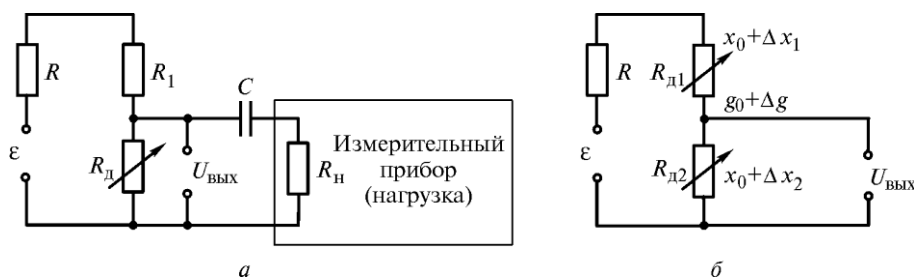 R
R₁
C
ε
Rд
Uвых
Rн
Измерительный
прибор
(нагрузка)
а
R
Rд1
x₀+Δx₁
g₀+Δg
ε
Rд2
x₀+Δx₂
Uвых
б